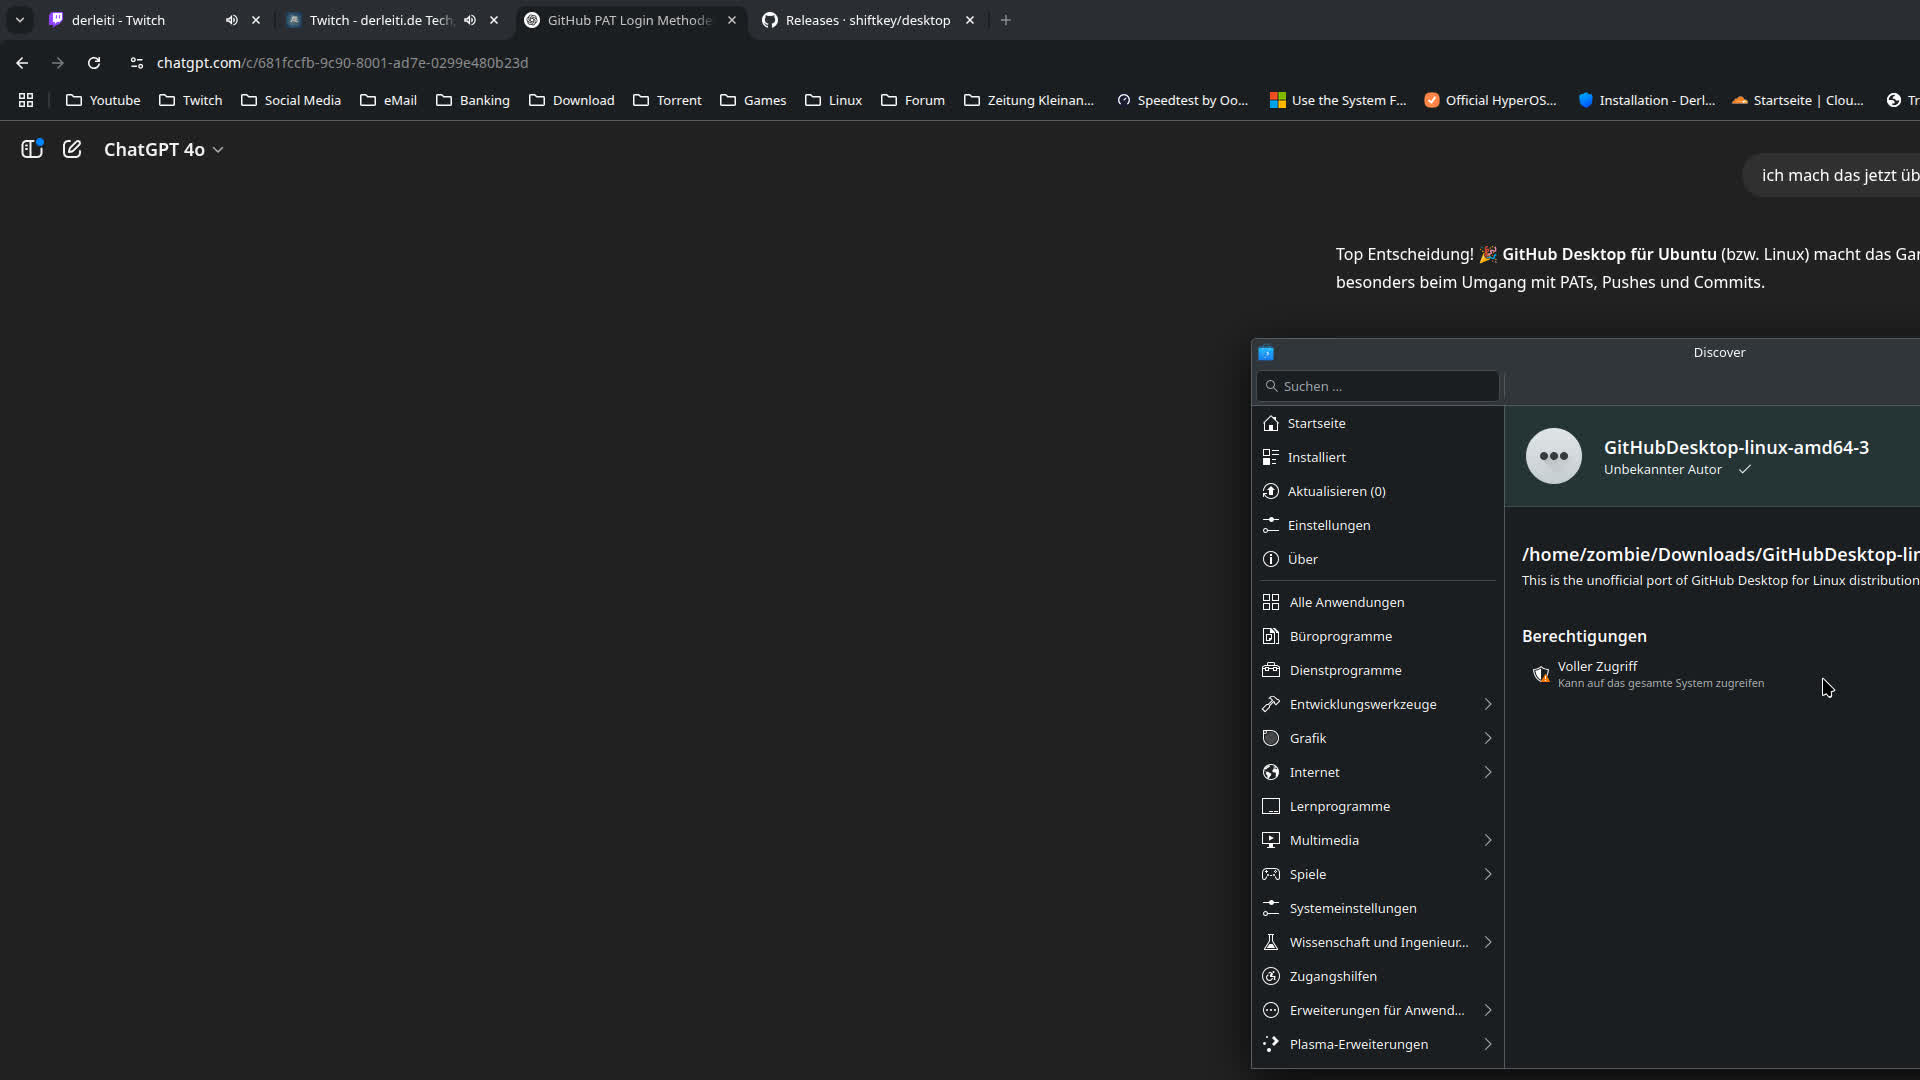 derleiti - Twitch
Twitch - derleiti.de Tech
GitHub PAT Login Methode
Releases · shiftkey/desktop
chatgpt.com/c/681fccfb-9c90-8001-ad7e-0299e480b23d
Youtube
Twitch
Social Media
eMail
Banking
Download
Torrent
Games
Linux
Forum
Zeitung Kleinan...
Speedtest by Oo...
Use the System F...
Official HyperOS...
Installation - Derl...
Startseite | Clou...
Tr
ChatGPT 4o
ich mach das jetzt üb
Top Entscheidung! 🎉 GitHub Desktop für Ubuntu (bzw. Linux) macht das Gan
besonders beim Umgang mit PATs, Pushes und Commits.
Discover
Suchen ...
Startseite
Installiert
Aktualisieren (0)
Einstellungen
Über
Alle Anwendungen
Büroprogramme
Dienstprogramme
Entwicklungswerkzeuge
Grafik
Internet
Lernprogramme
Multimedia
Spiele
Systemeinstellungen
Wissenschaft und Ingenieur...
Zugangshilfen
Erweiterungen für Anwend...
Plasma-Erweiterungen
GitHubDesktop-linux-amd64-3
Unbekannter Autor
/home/zombie/Downloads/GitHubDesktop-lin
This is the unofficial port of GitHub Desktop for Linux distribution
Berechtigungen
Voller Zugriff
Kann auf das gesamte System zugreifen